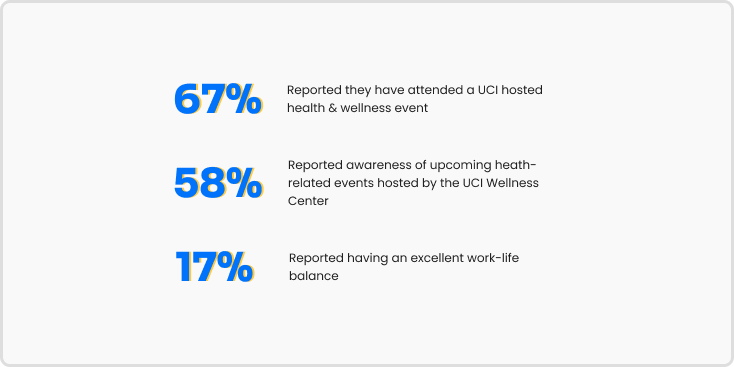 67%
Reported they have attended a UCI hosted
health & wellness event
58%
Reported awareness of upcoming heath-
related events hosted by the UCI Wellness
Center
17%
Reported having an excellent work-life
balance